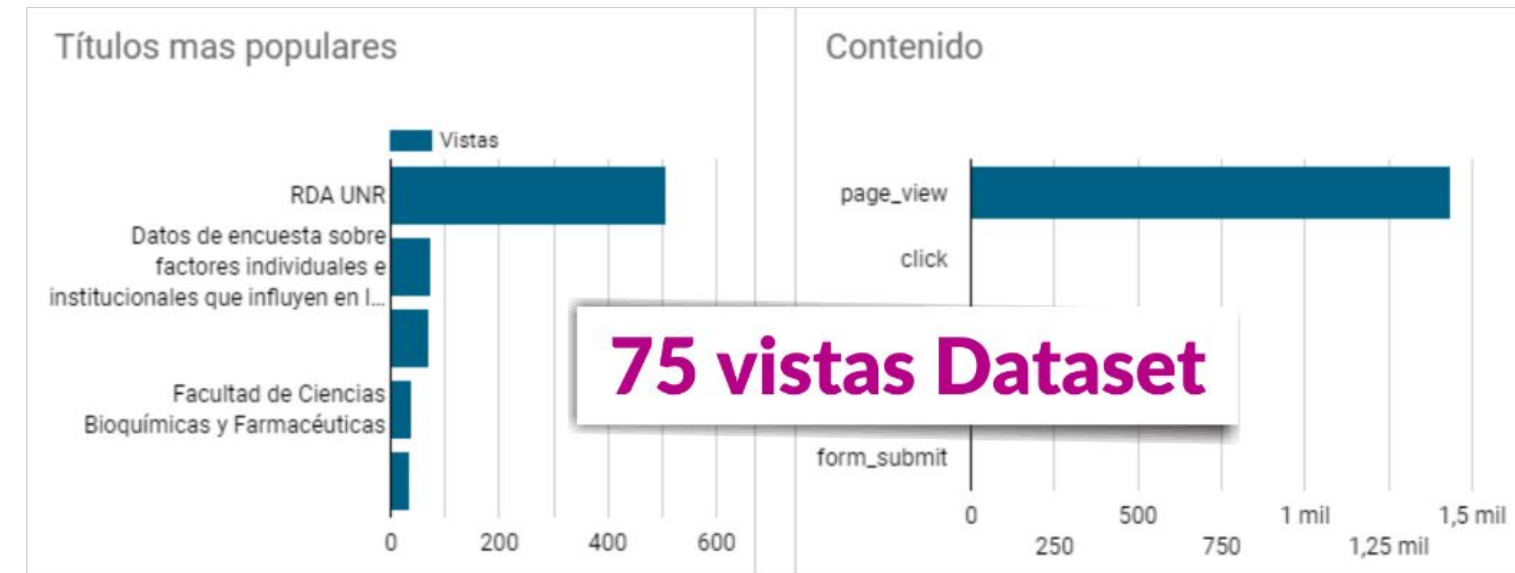 Títulos mas populares
Vistas
RDA UNR
Datos de encuesta sobre
factores individuales e
institucionales que influyen en l...
Facultad de Ciencias
Bioquímicas y Farmacéuticas
0 200 400 600
Contenido
page_view
click
form_submit
0 500 1 mil 1,5 mil
250 750 1,25 mil
75 vistas Dataset